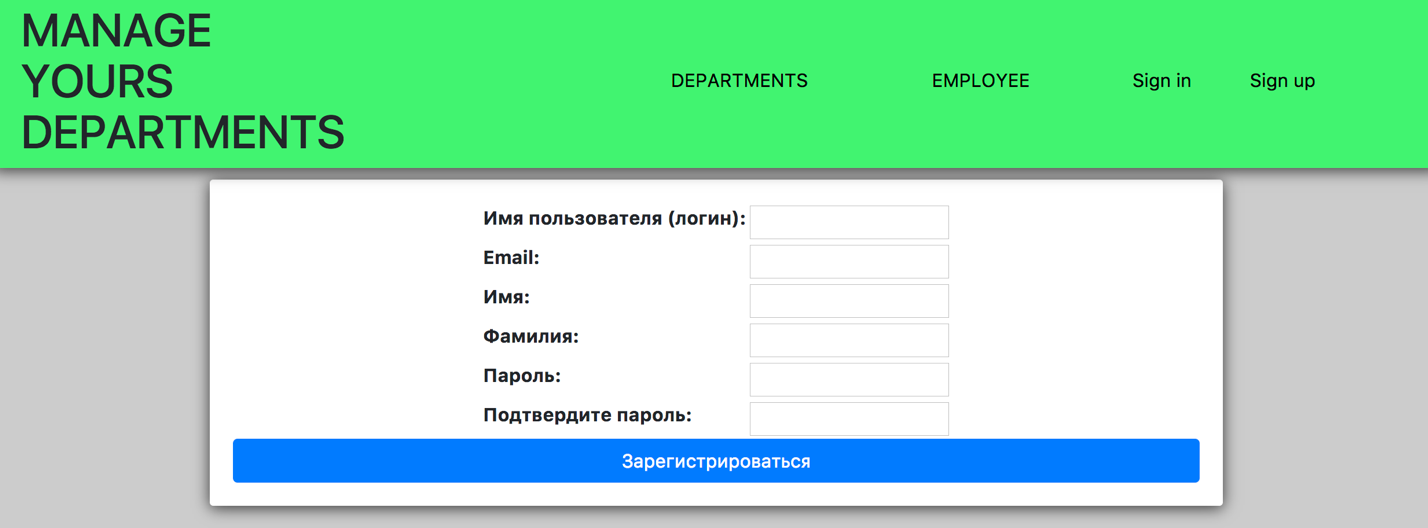 MANAGE
YOURS
DEPARTMENTS
DEPARTMENTS EMPLOYEE Sign in Sign up
Имя пользователя (логин):
Email:
Имя:
Фамилия:
Пароль:
Подтвердите пароль:
Зарегистрироваться